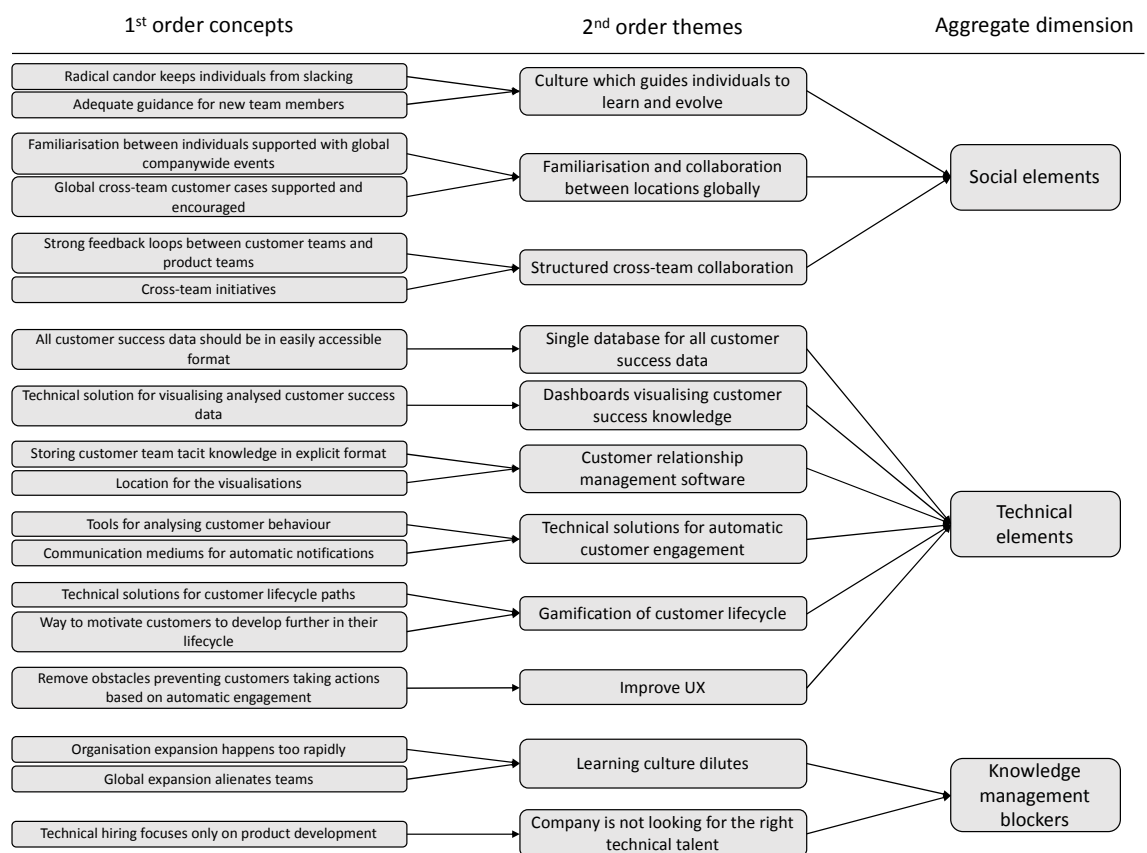 1st order concepts
2nd order themes
Aggregate dimension
Radical candor keeps individuals from slacking
Adequate guidance for new team members
Culture which guides individuals to
learn and evolve
Familiarisation between individuals supported with global
companywide events
Global cross-team customer cases supported and
encouraged
Familiarisation and collaboration
between locations globally
Social elements
Strong feedback loops between customer teams and
product teams
Cross-team initiatives
Structured cross-team collaboration
All customer success data should be in easily accessible
format
Single database for all customer
success data
Technical solution for visualising analysed customer success
data
Dashboards visualising customer
success knowledge
Storing customer team tacit knowledge in explicit format
Location for the visualisations
Customer relationship
management software
Tools for analysing customer behaviour
Communication mediums for automatic notifications
Technical solutions for automatic
customer engagement
Technical
elements
Technical solutions for customer lifecycle paths
Way to motivate customers to develop further in their
lifecycle
Gamification of customer lifecycle
Remove obstacles preventing customers taking actions
based on automatic engagement
Improve UX
Organisation expansion happens too rapidly
Global expansion alienates teams
Learning culture dilutes
Knowledge
management
blockers
Technical hiring focuses only on product development
Company is not looking for the right
technical talent